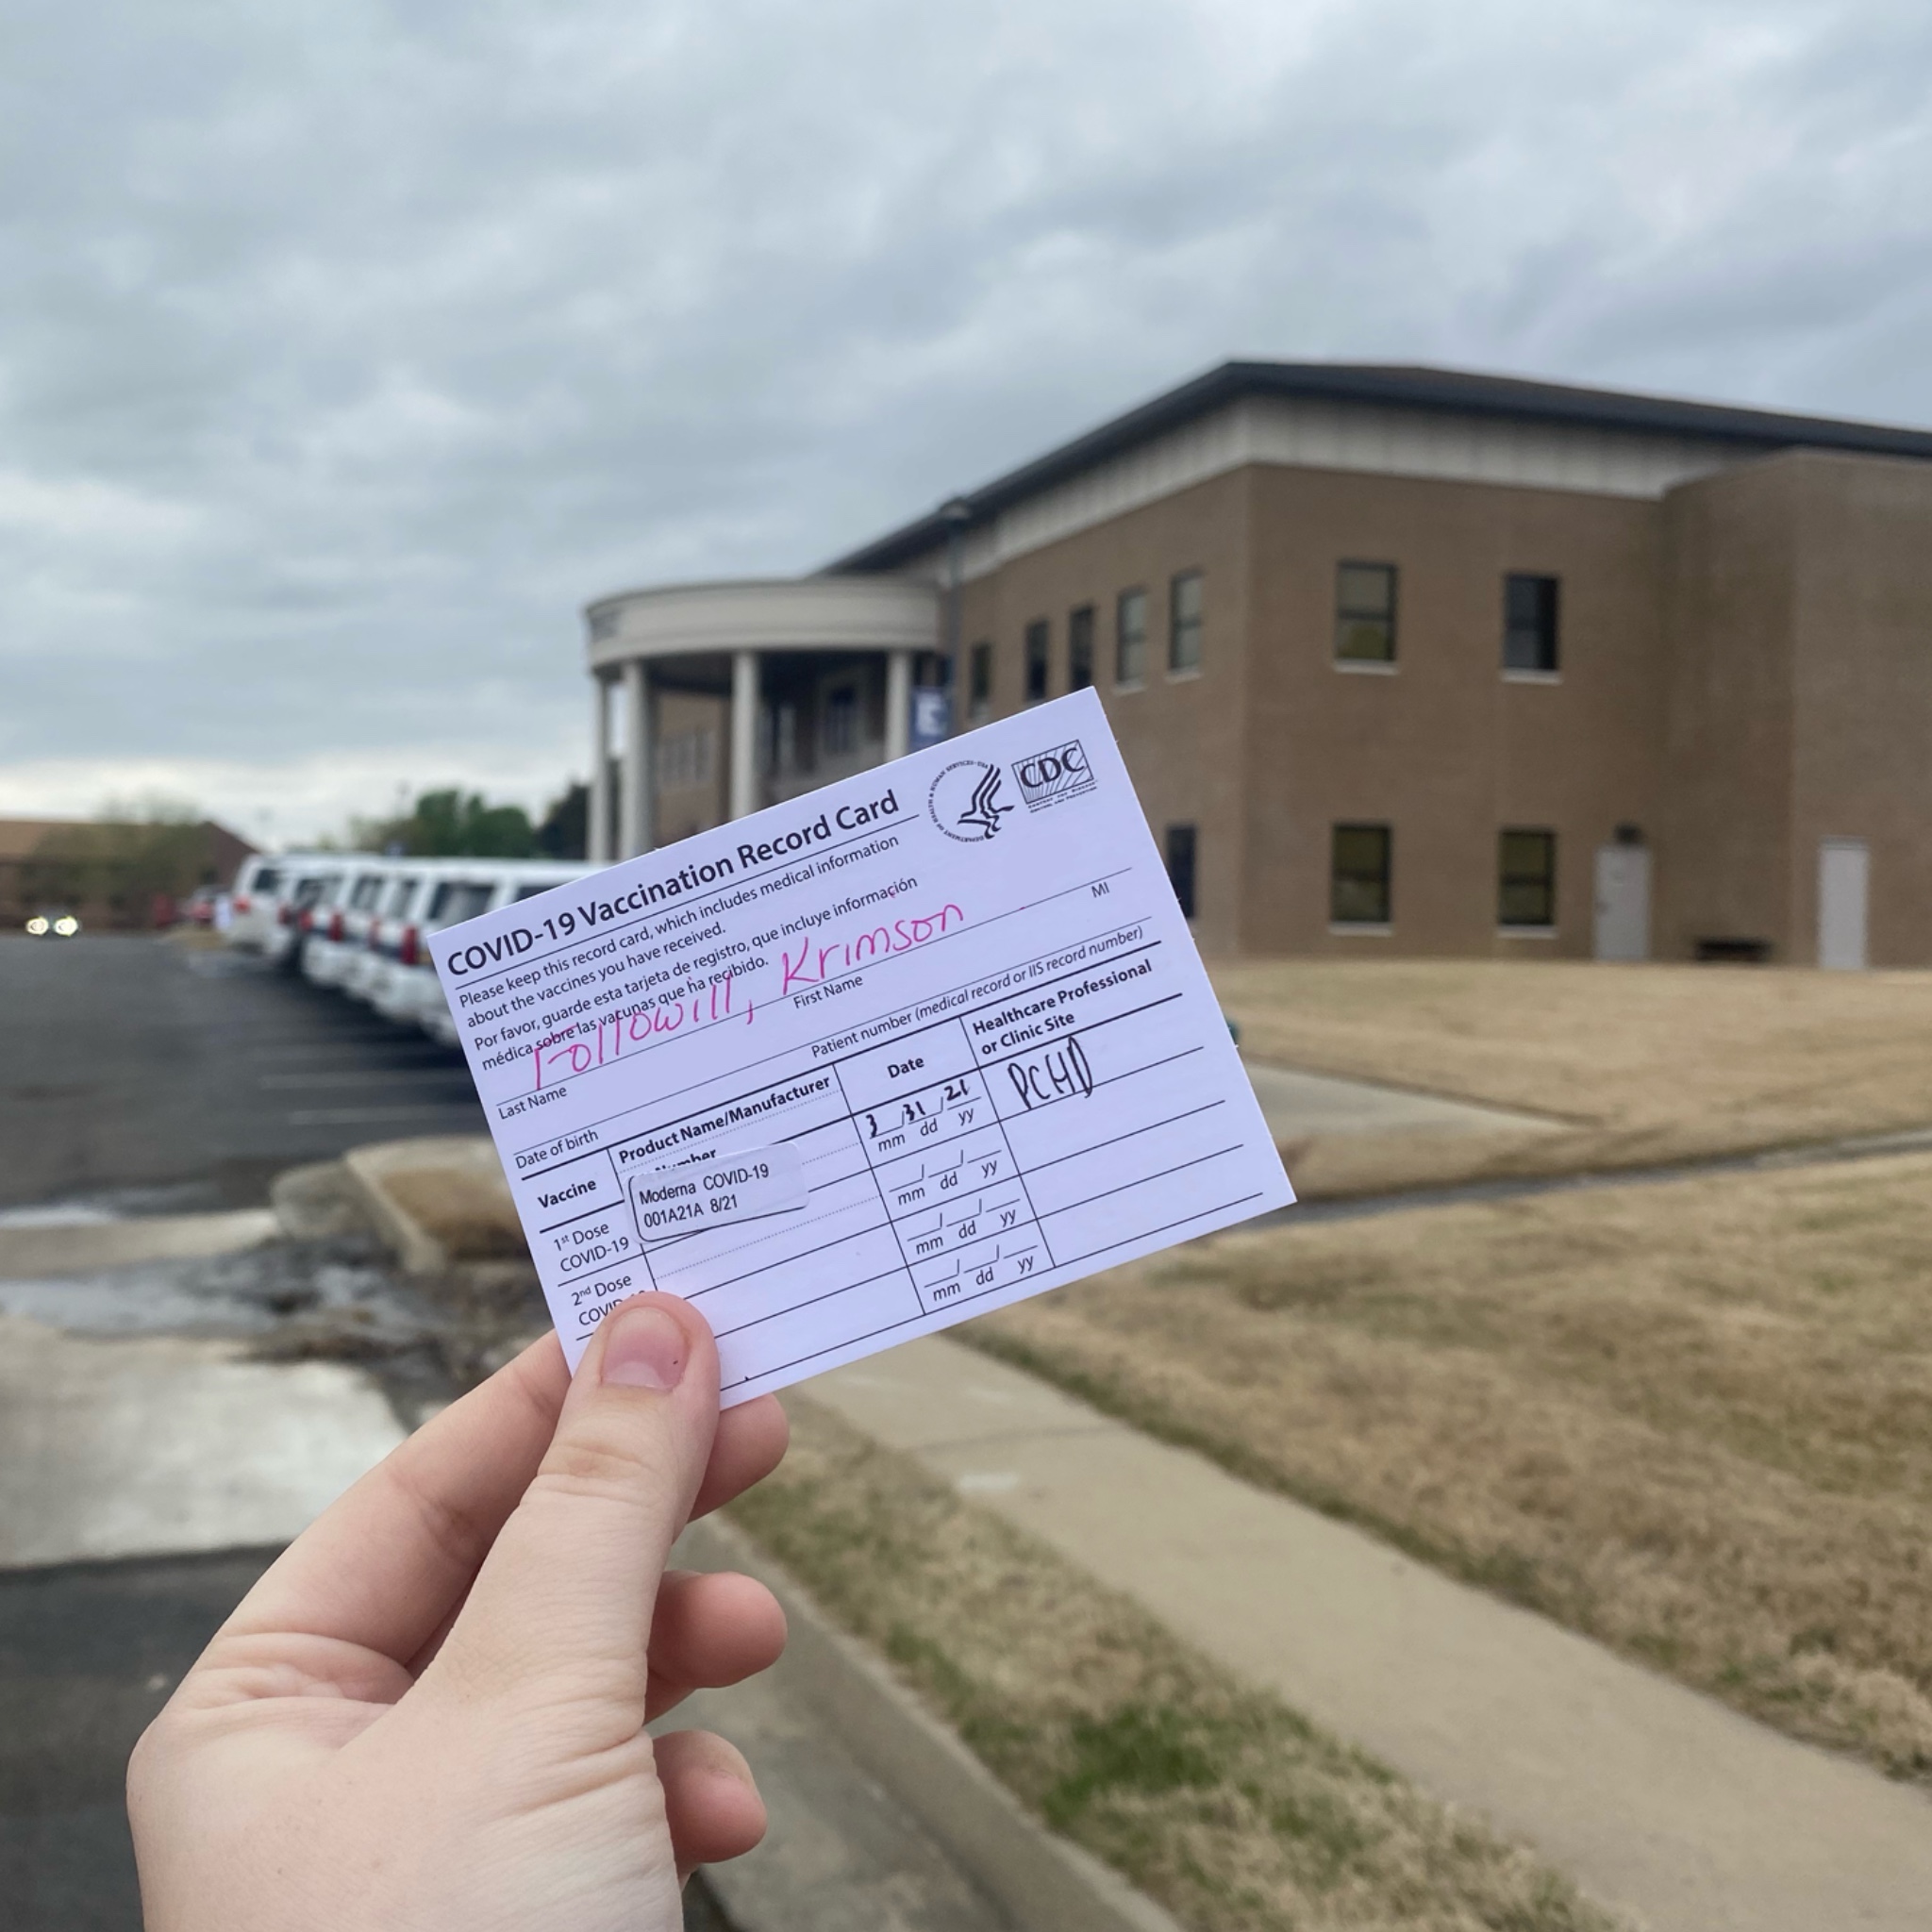 E
COVID-19 Vaccination Record Card
CDC
Please keep this record card, which includes medical information
about the vaccines you have received.
Por favor, guarde esta tarjeta de registro, que incluye información
médica sobre las vacunas que ha recibido.
Followill, Krimson
Last Name First Name MI
Date of birth Patient number (medical record or IIS record number)
Vaccine Product Name/Manufacturer Date Healthcare Professional
or Clinic Site
Number
1st Dose
COVID-19
Moderna COVID-19
001A21A 8/21
3/31/21
mm dd yy
PCHD
2nd Dose
mm dd yy
mm dd yy
mm dd yy